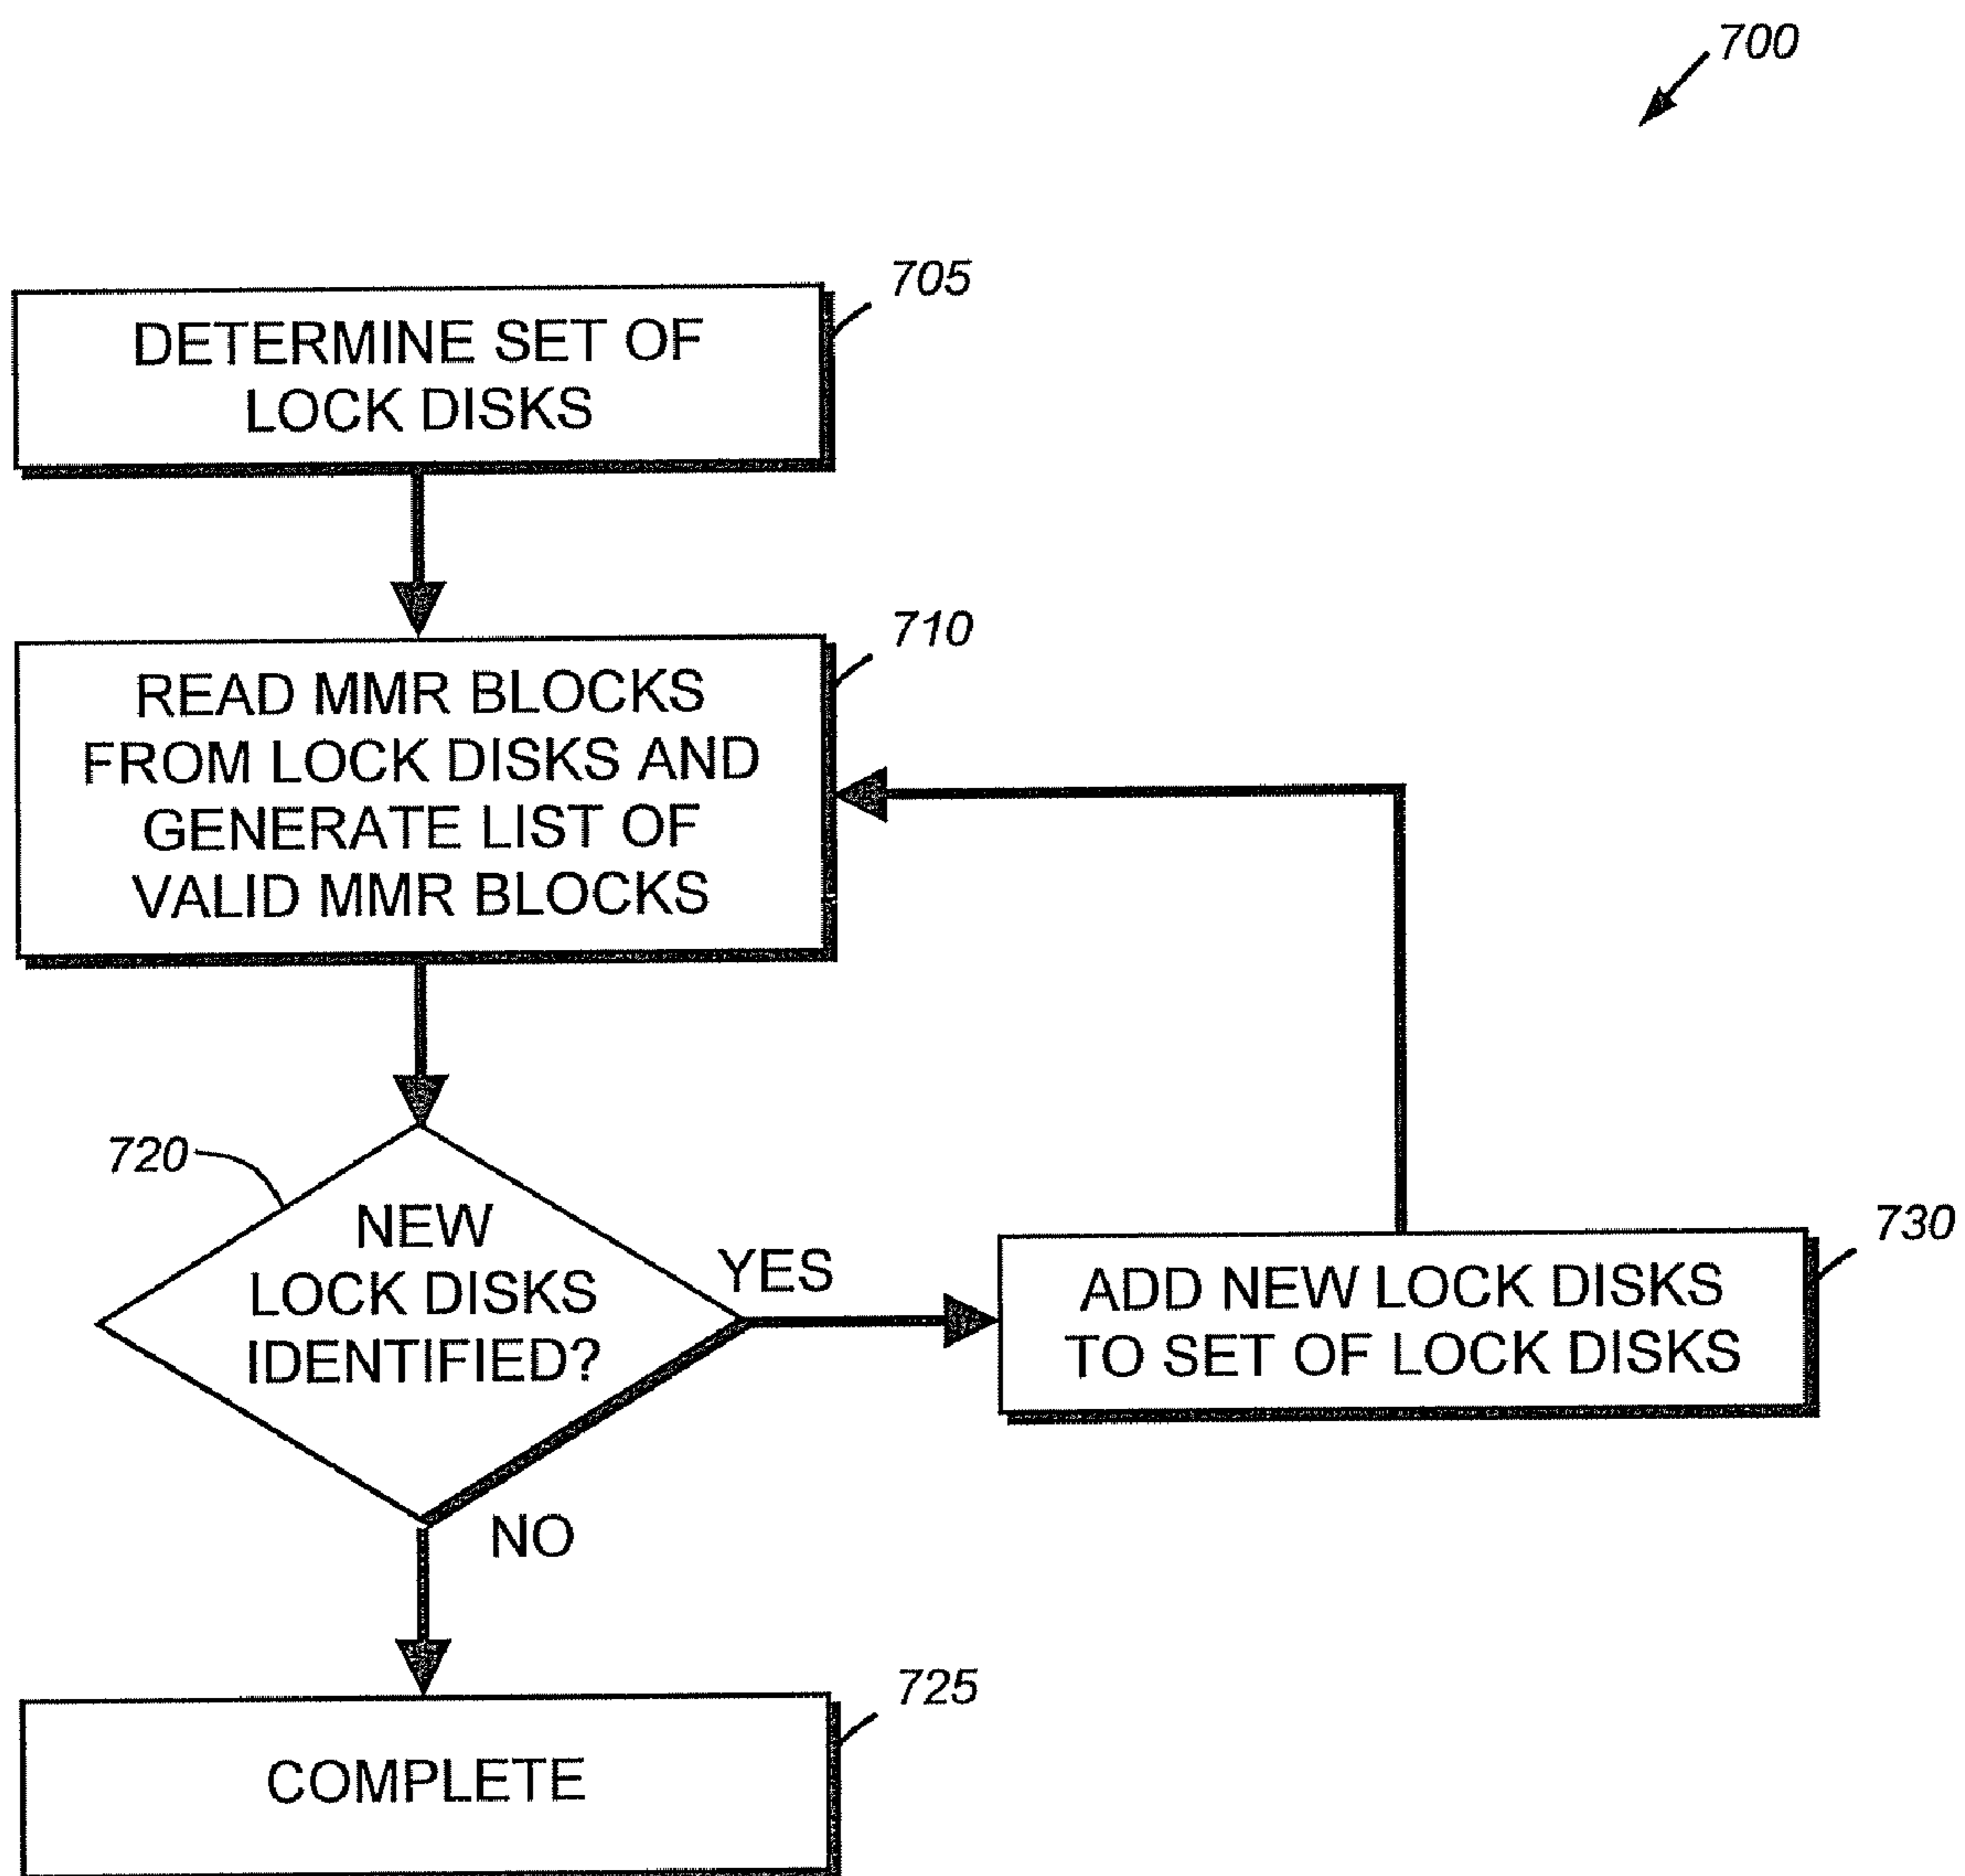 700
705
DETERMINE SET OF
LOCK DISKS
710
READ MMR BLOCKS
FROM LOCK DISKS AND
GENERATE LIST OF
VALID MMR BLOCKS
720
NEW
LOCK DISKS
IDENTIFIED?
YES
730
ADD NEW LOCK DISKS
TO SET OF LOCK DISKS
NO
725
COMPLETE